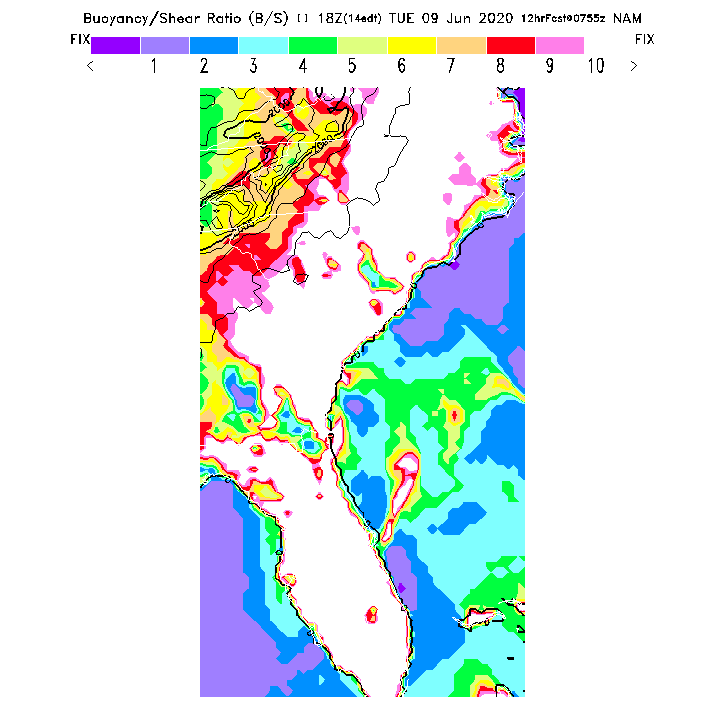 Buoyancy/Shear Ratio (B/S) [] 18Z(14edt) TUE 09 Jun 2020 12hrFcst@0755z NAM
FIX FIX
< 1 2 3 4 5 6 7 8 9 10 >